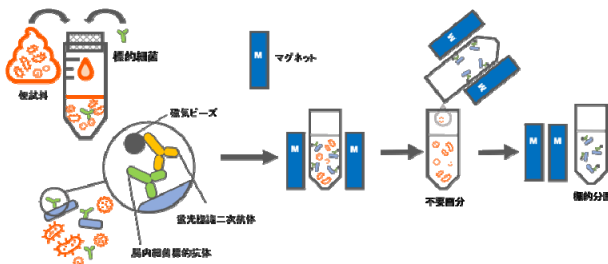 便試料
標的細菌
M
マグネット
磁気ビーズ
蛍光標識二次抗体
腸内細菌標的抗体
M
M
M
M
不要画分
M
M
標的分画